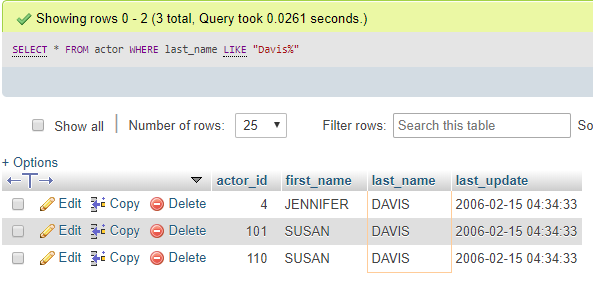 Showing rows 0 - 2 (3 total, Query took 0.0261 seconds.)
SELECT * FROM actor WHERE last_name LIKE "Davis%"
Show all Number of rows: 25 Filter rows: Search this table So
+ Options
←T→ actor_id first_name last_name last_update
Edit Copy Delete 4 JENNIFER DAVIS 2006-02-15 04:34:33
Edit Copy Delete 101 SUSAN DAVIS 2006-02-15 04:34:33
Edit Copy Delete 110 SUSAN DAVIS 2006-02-15 04:34:33